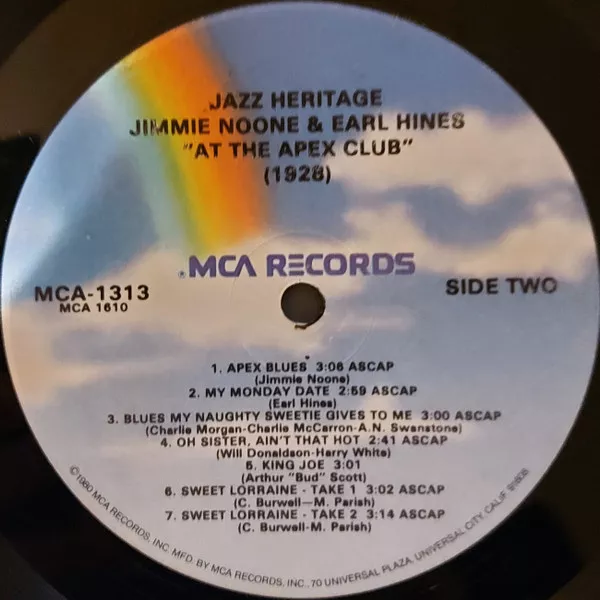 JAZZ HERITAGE
JIMMIE NOONE & EARL HINES
"AT THE APEX CLUB"
(1928)
MCA RECORDS
MCA-1313
MCA 1610
SIDE TWO
1. APEX BLUES 3:06 ASCAP
(Jimmie Noone)
2. MY MONDAY DATE 2:59 ASCAP
(Earl Hines)
3. BLUES MY NAUGHTY SWEETIE GIVES TO ME 3:00 ASCAP
(Charlie Morgan-Charlie McCarron-A.N. Swanstone)
4. OH SISTER, AIN'T THAT HOT 2:41 ASCAP
(Will Donaldson-Harry White)
5. KING JOE 3:01
(Arthur "Bud" Scott)
6. SWEET LORRAINE - TAKE 1 3:02 ASCAP
(C. Burwell-M. Parish)
7. SWEET LORRAINE - TAKE 2 3:14 ASCAP
(C. Burwell-M. Parish)
©1980 MCA RECORDS, INC. MFD. BY MCA RECORDS, INC., 70 UNIVERSAL PLAZA, UNIVERSAL CITY, CALIF. 91608